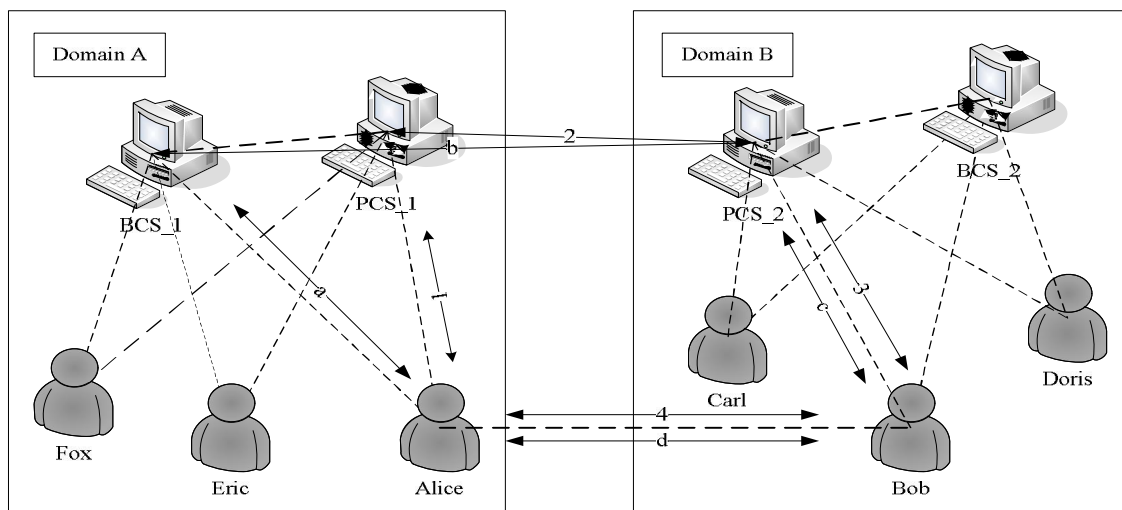 Domain A
Domain B
2
b
BCS_1
PCS_1
PCS_2
BCS_2
a
1
3
c
4
d
Fox
Eric
Alice
Carl
Bob
Doris